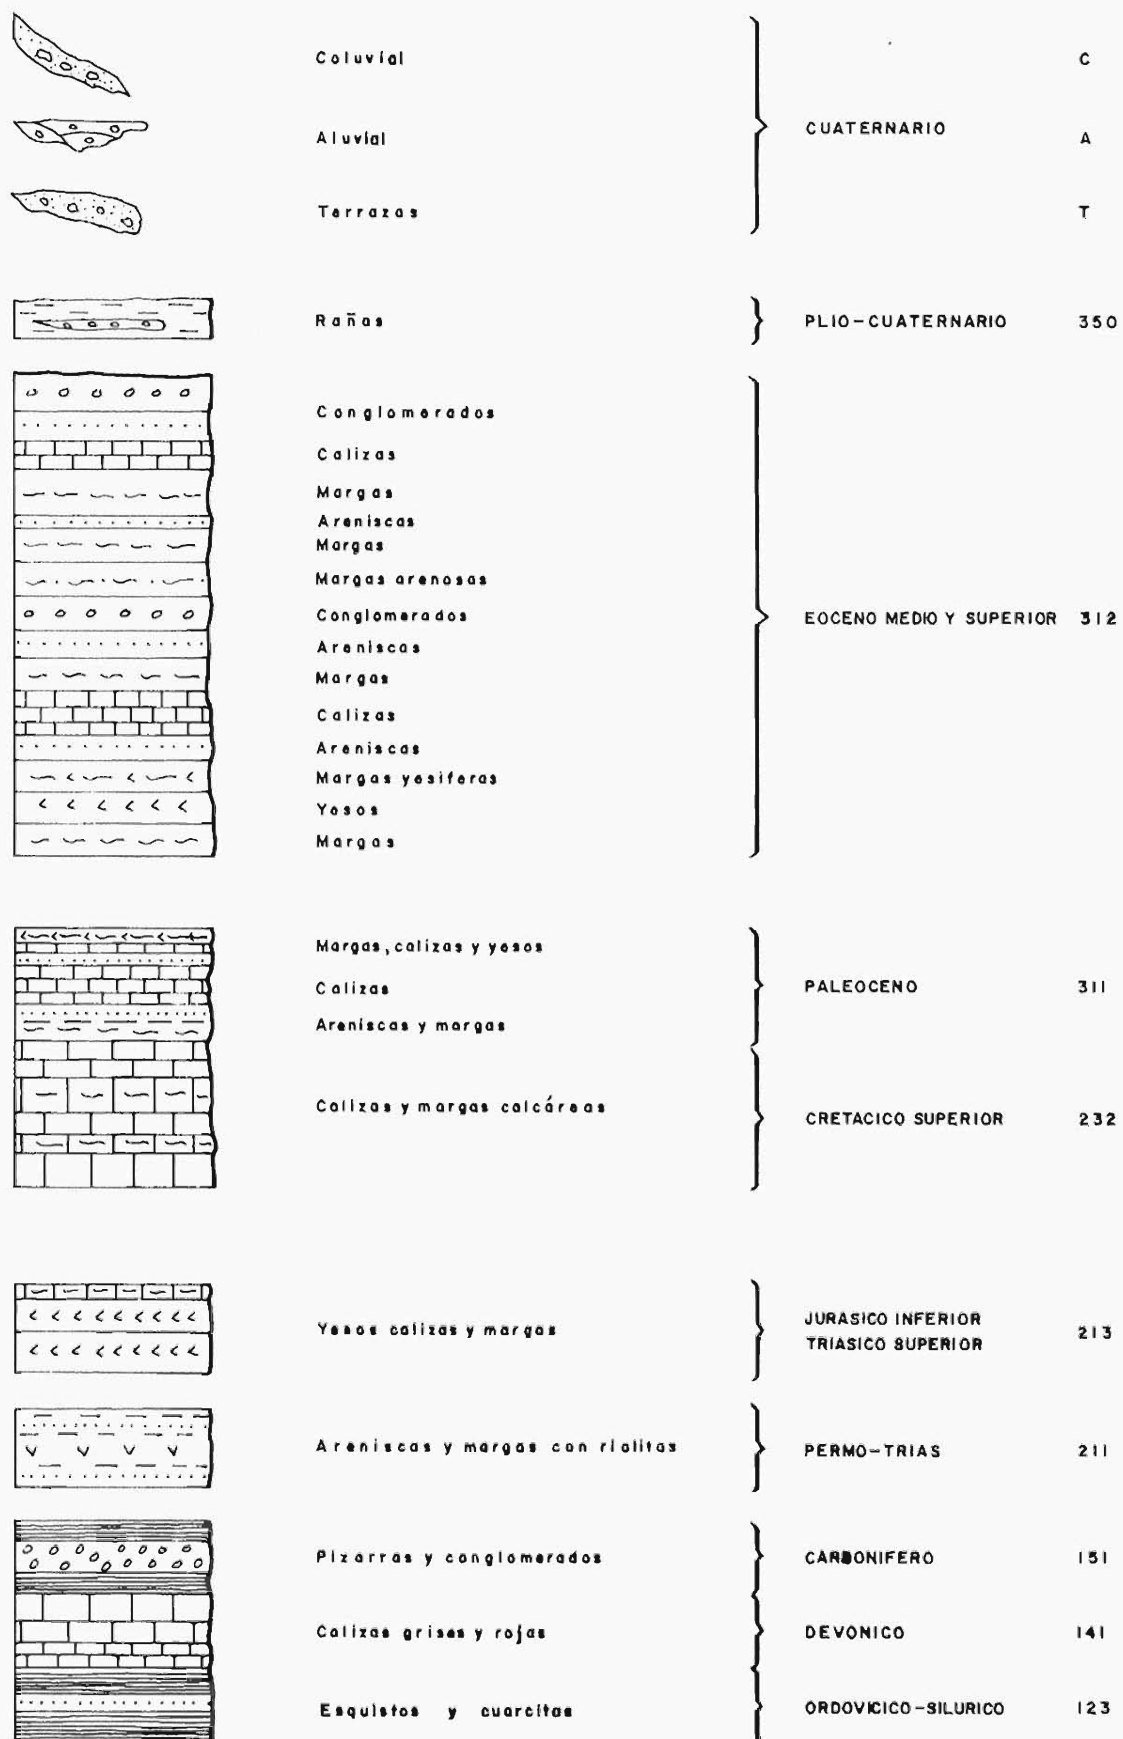 Coluvial C
CUATERNARIO
Aluvial A
Terrazas T
Rañas PLIO-CUATERNARIO 350
Conglomerados
Calizas
Margas
Areniscas
Margas
Margas arenosas
Conglomerados EOCENO MEDIO Y SUPERIOR 312
Areniscas
Margas
Calizas
Areniscas
Margas yesiferas
Yesos
Margas
Margas, calizas y yesos
Calizas PALEOCENO 311
Areniscas y margas
Calizas y margas calcáreas
CRETACICO SUPERIOR 232
JURASICO INFERIOR
Yesos calizas y margas 213
TRIASICO SUPERIOR
Areniscas y margas con riolitas PERMO-TRIAS 211
Pizarras y conglomerados CARBONIFERO 151
Calizas grises y rojas DEVONICO 141
Esquistos y cuarcitas ORDOVICICO-SILURICO 123